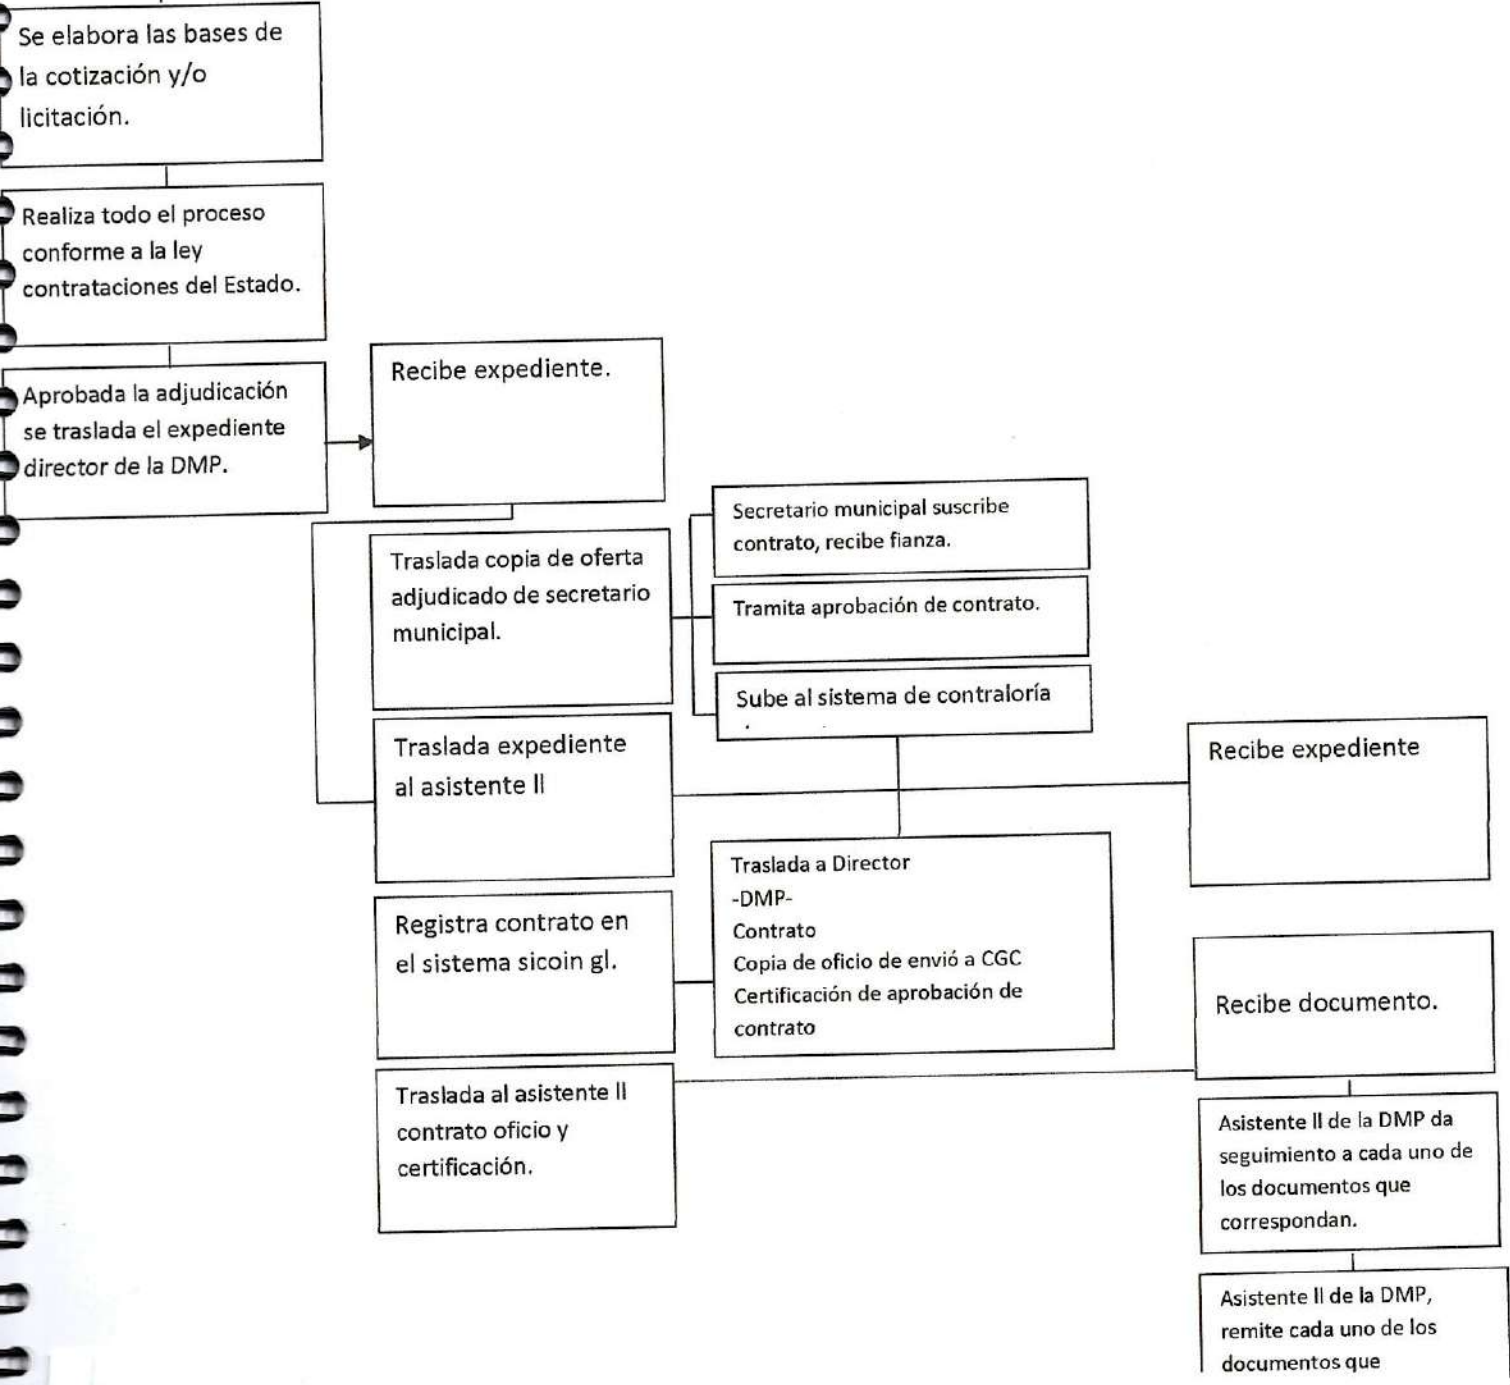 Se elabora las bases de
la cotización y/o
licitación.
Realiza todo el proceso
conforme a la ley
contrataciones del Estado.
Aprobada la adjudicación
se traslada el expediente
director de la DMP.
Recibe expediente.
Traslada copia de oferta
adjudicado de secretario
municipal.
Secretario municipal suscribe
contrato, recibe fianza.
Tramita aprobación de contrato.
Sube al sistema de contraloría
Traslada expediente
al asistente II
Recibe expediente
Traslada a Director
-DMP-
Contrato
Copia de oficio de envió a CGC
Certificación de aprobación de
contrato
Registra contrato en
el sistema sicoin gl.
Traslada al asistente II
contrato oficio y
certificación.
Recibe documento.
Asistente II de la DMP da
seguimiento a cada uno de
los documentos que
correspondan.
Asistente II de la DMP,
remite cada uno de los
documentos que